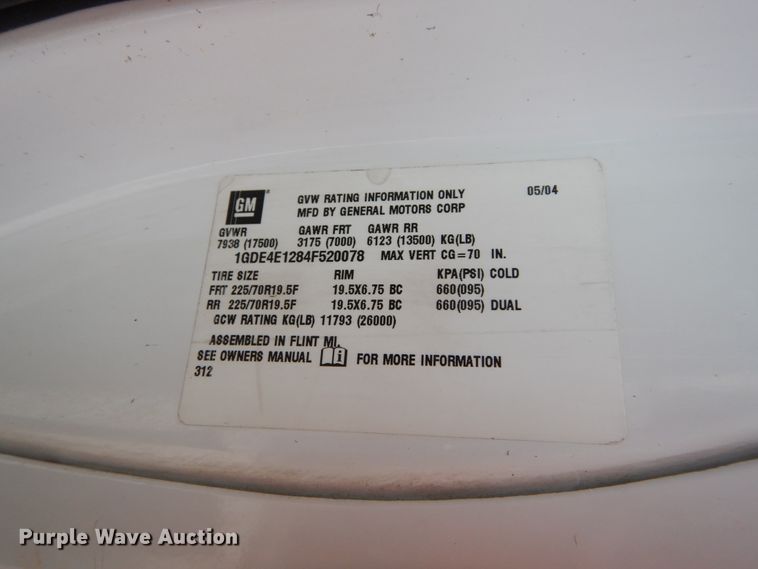 GM® GVW RATING INFORMATION ONLY 05/04
MFD BY GENERAL MOTORS CORP
GVWR GAWR FRT GAWR RR
7938 (17500) 3175 (7000) 6123 (13500) KG(LB)
1GDE4E1284F520078 MAX VERT CG=70 IN.
TIRE SIZE RIM KPA(PSI) COLD
FRT 225/70R19.5F 19.5X6.75 BC 660(095)
RR 225/70R19.5F 19.5X6.75 BC 660(095) DUAL
GCW RATING KG(LB) 11793 (26000)
ASSEMBLED IN FLINT MI.
SEE OWNERS MANUAL i FOR MORE INFORMATION
312
Purple Wave Auction®